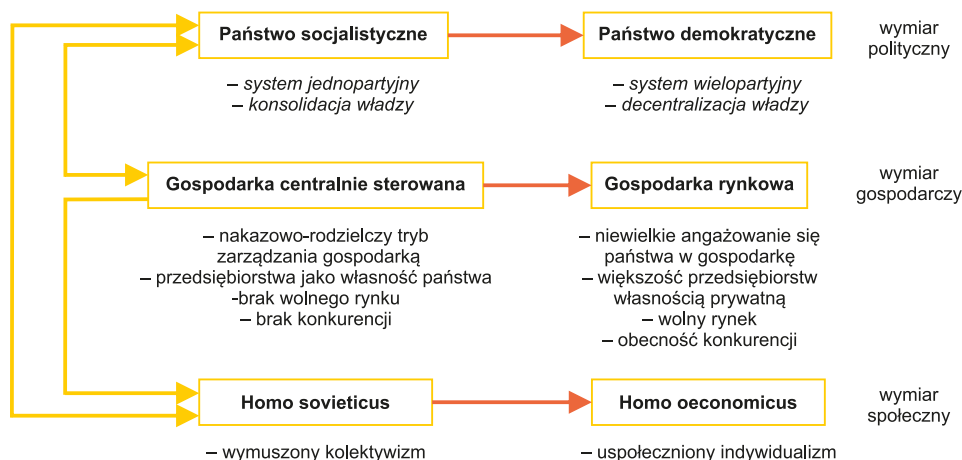 Państwo socjalistyczne
Państwo demokratyczne
wymiar
polityczny
– system jednopartyjny
– konsolidacja władzy
– system wielopartyjny
– decentralizacja władzy
Gospodarka centralnie sterowana
Gospodarka rynkowa
wymiar
gospodarczy
– nakazowo-rodzielczy tryb
zarządzania gospodarką
– przedsiębiorstwa jako własność państwa
-brak wolnego rynku
– brak konkurencji
– niewielkie angażowanie się
państwa w gospodarkę
– większość przedsiębiorstw
własnością prywatną
– wolny rynek
– obecność konkurencji
Homo sovieticus
Homo oeconomicus
wymiar
społeczny
– wymuszony kolektywizm
– uspołeczniony indywidualizm